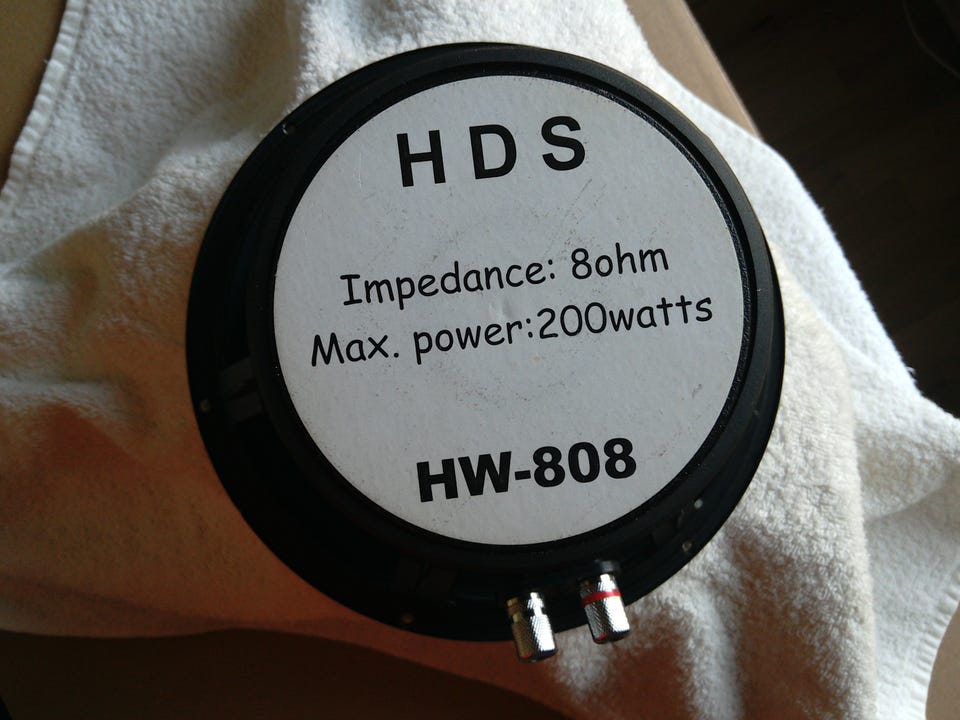 HDS
Impedance: 8ohm
Max. power:200watts
HW-808